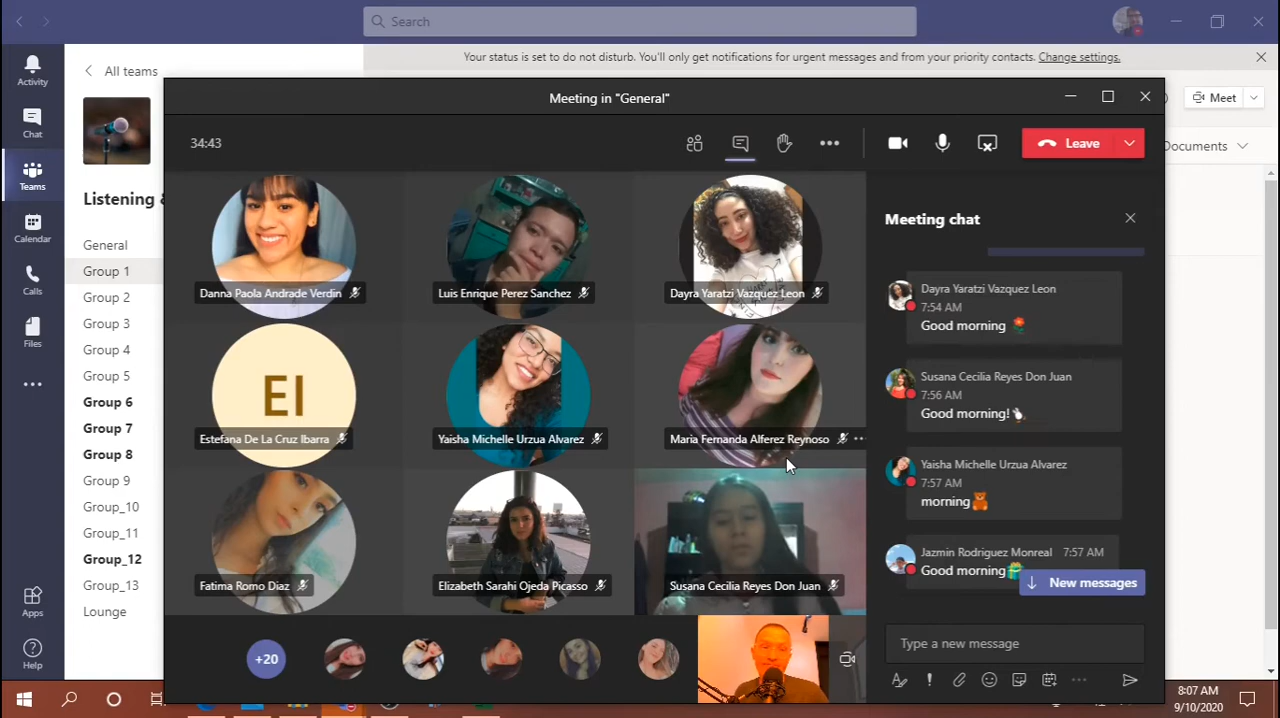 Search
Your status is set to do not disturb. You'll only get notifications for urgent messages and from your priority contacts. Change settings.
Activity
Chat
Teams
Calendar
Calls
Files
Apps
Help
All teams
Listening &
General
Group 1
Group 2
Group 3
Group 4
Group 5
Group 6
Group 7
Group 8
Group 9
Group_10
Group_11
Group_12
Group_13
Lounge
Meet
Documents
Meeting in "General"
34:43
Leave
Danna Paola Andrade Verdin
Luis Enrique Perez Sanchez
Dayra Yaratzi Vazquez Leon
EI
Estefana De La Cruz Ibarra
Yaisha Michelle Urzua Alvarez
Maria Fernanda Alferez Reynoso
Fatima Romo Diaz
Elizabeth Sarahi Ojeda Picasso
Susana Cecilia Reyes Don Juan
+20
Meeting chat
Dayra Yaratzi Vazquez Leon
7:54 AM
Good morning 🌹
Susana Cecilia Reyes Don Juan
7:56 AM
Good morning!
Yaisha Michelle Urzua Alvarez
7:57 AM
morning🧸
Jazmin Rodriguez Monreal 7:57 AM
Good morning
New messages
Type a new message
8:07 AM
9/10/2020